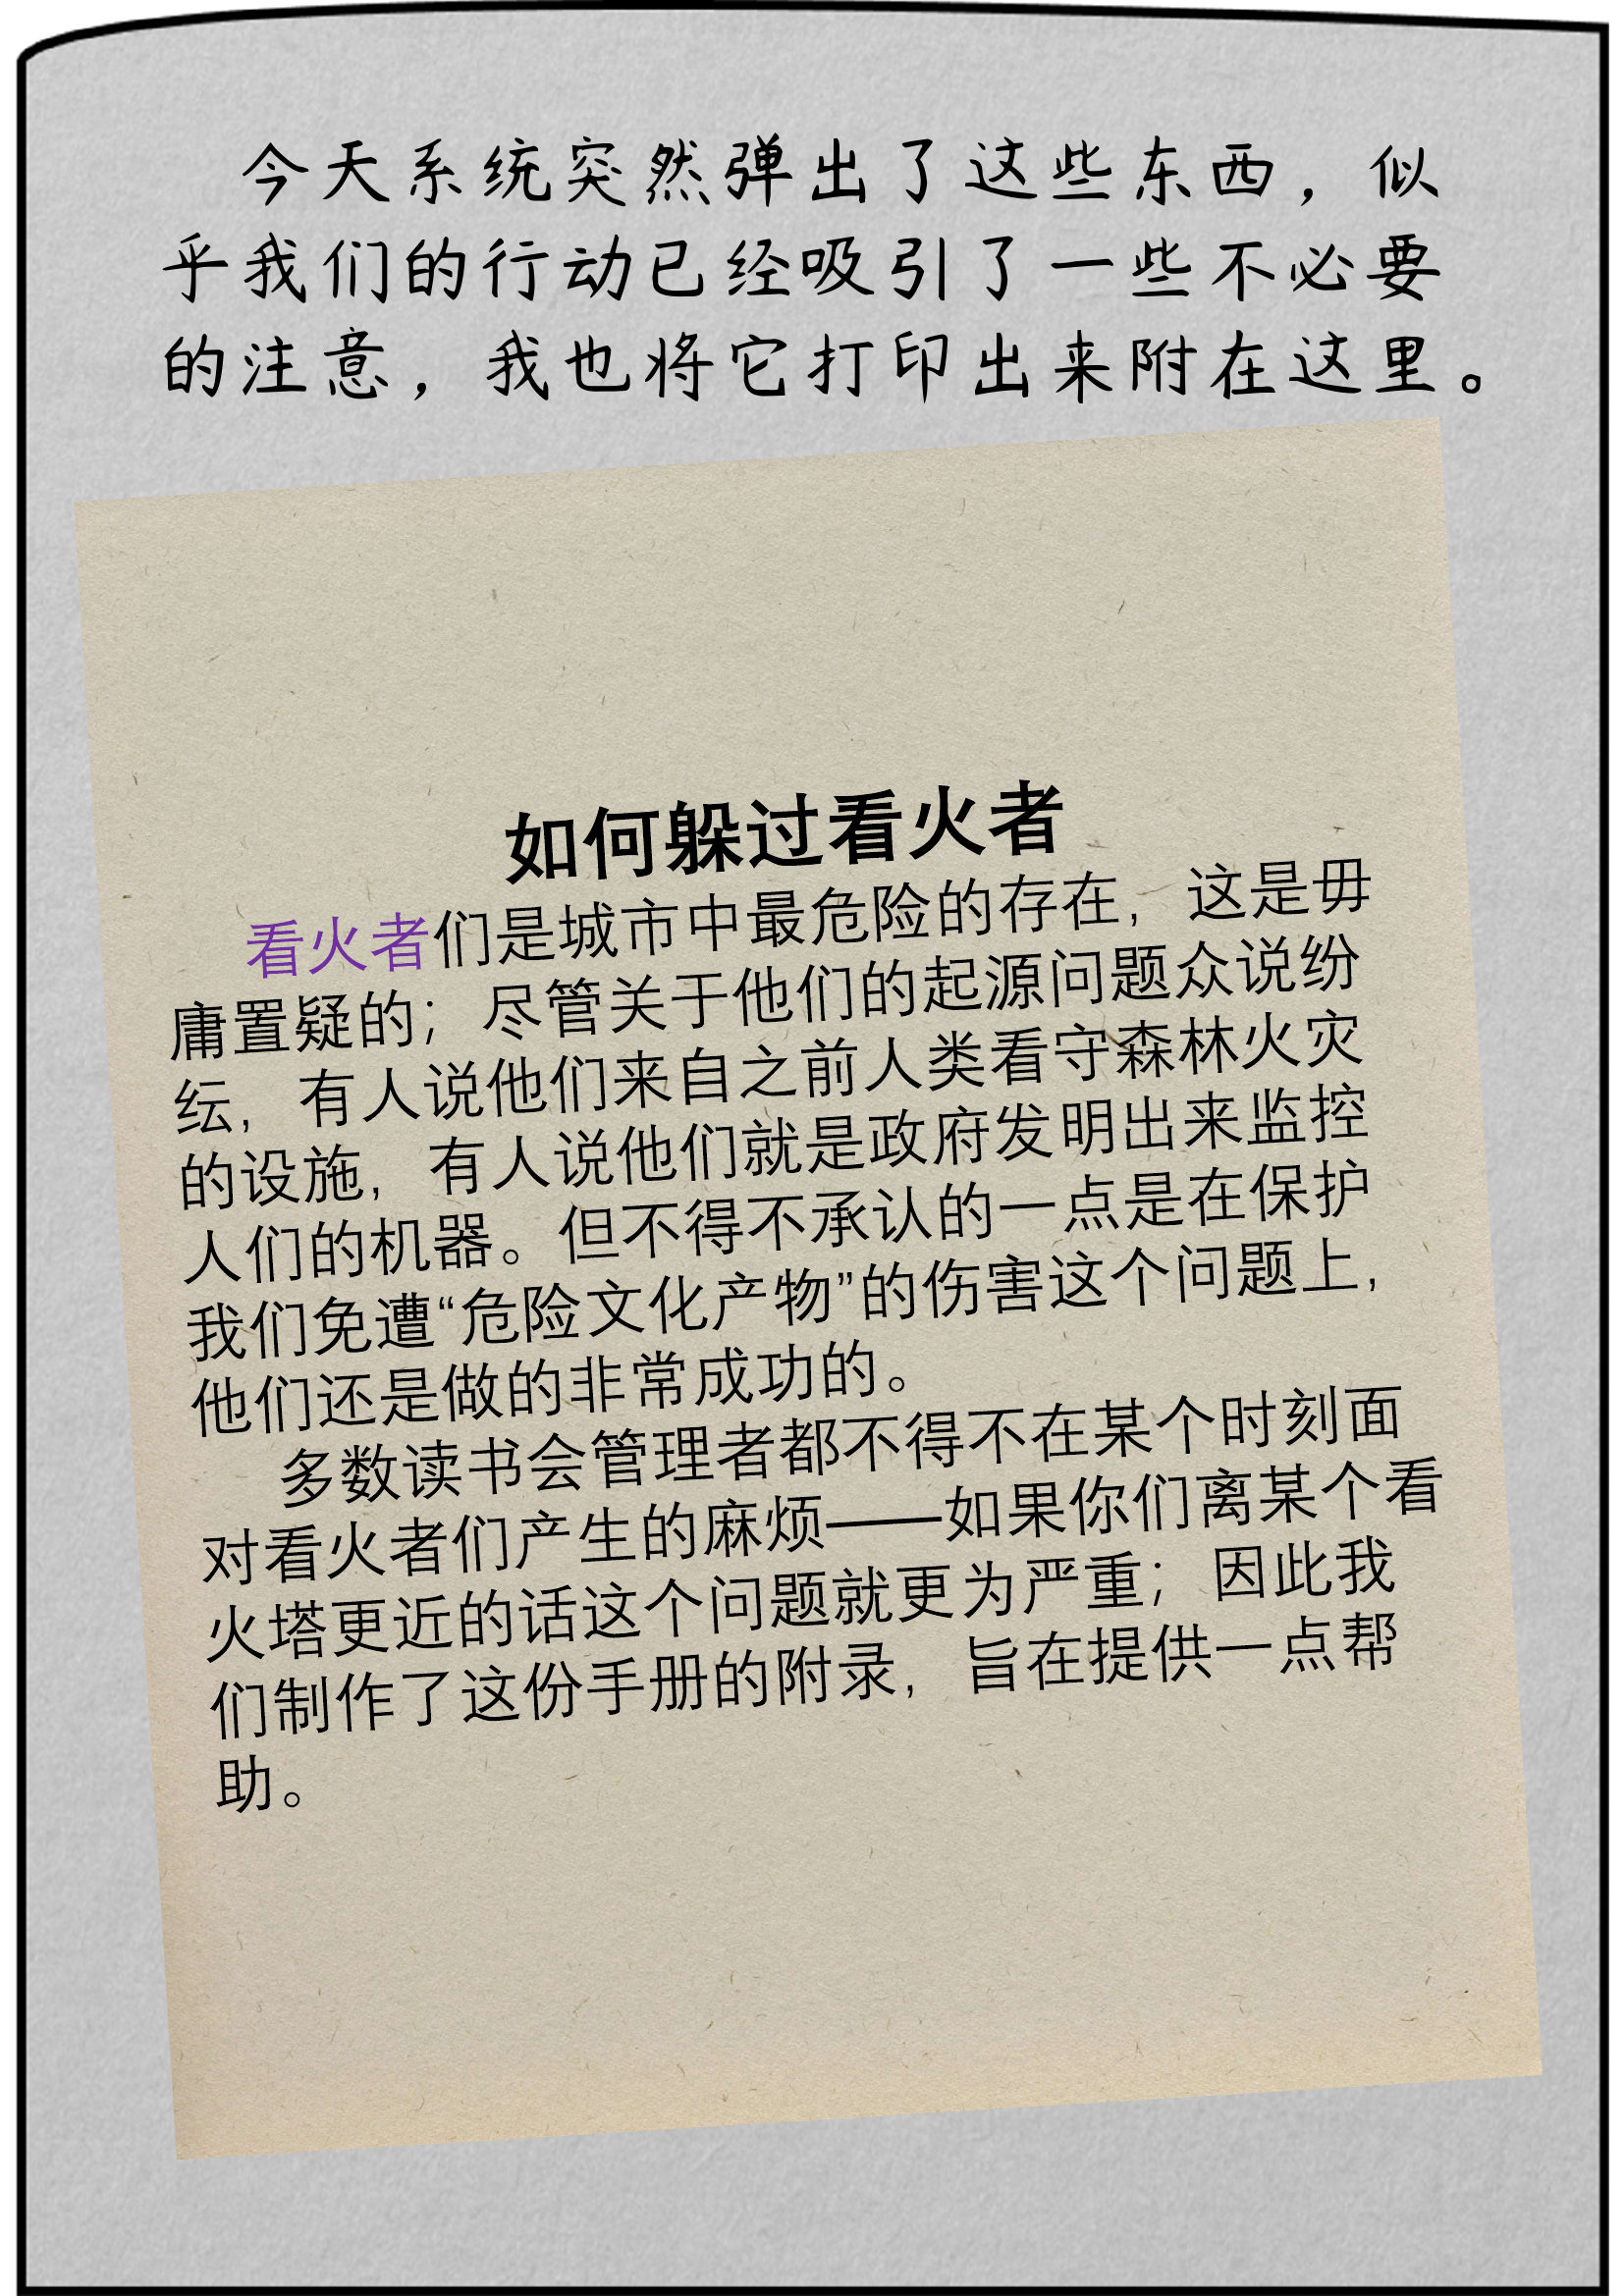 今天系统突然弹出了这些东西，似
乎我们的行动已经吸引了一些不必要
的注意，我也将它打印出来附在这里。
如何躲过看火者
看火者们是城市中最危险的存在，这是毋
庸置疑的；尽管关于他们的起源问题众说纷
纭，有人说他们来自之前人类看守森林火灾
的设施，有人说他们就是政府发明出来监控
人们的机器。但不得不承认的一点是在保护
我们免遭“危险文化产物”的伤害这个问题上，
他们还是做的非常成功的。
多数读书会管理者都不得不在某个时刻面
对看火者们产生的麻烦——如果你们离某个看
火塔更近的话这个问题就更为严重；因此我
们制作了这份手册的附录，旨在提供一点帮
助。